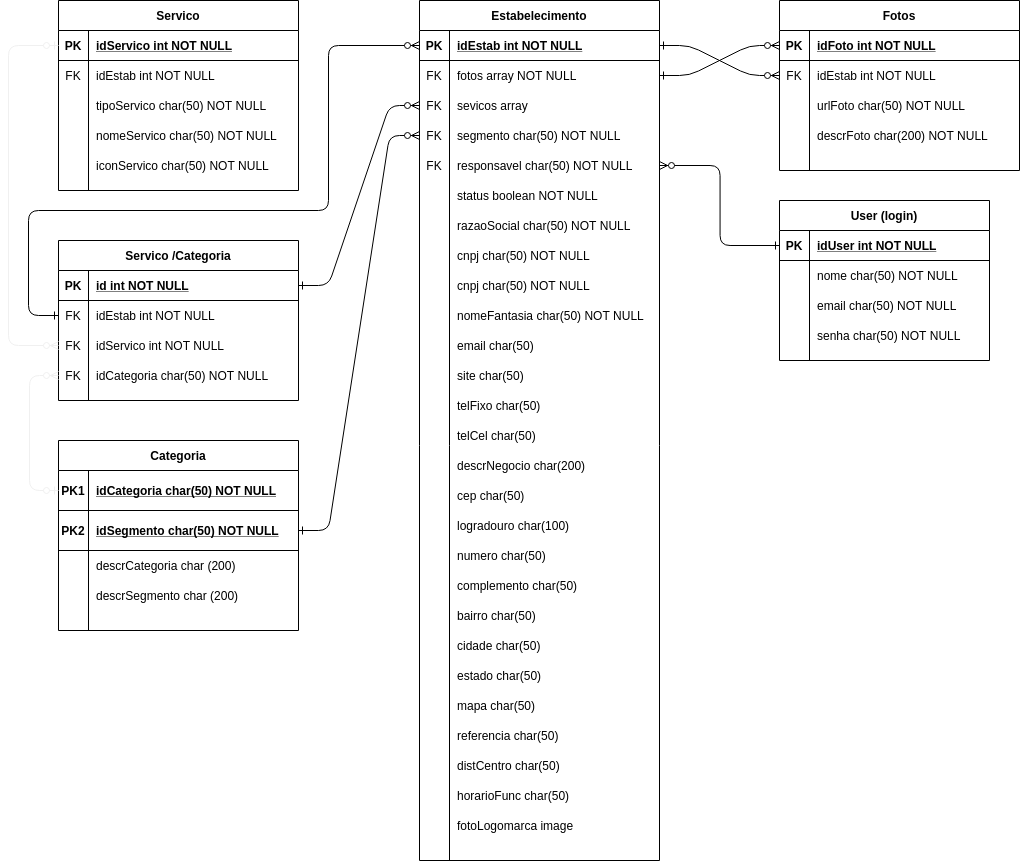 Servico
PK idServico int NOT NULL
FK idEstab int NOT NULL
tipoServico char(50) NOT NULL
nomeServico char(50) NOT NULL
iconServico char(50) NOT NULL
Servico /Categoria
PK id int NOT NULL
FK idEstab int NOT NULL
FK idServico int NOT NULL
FK idCategoria char(50) NOT NULL
Categoria
PK1 idCategoria char(50) NOT NULL
PK2 idSegmento char(50) NOT NULL
descrCategoria char (200)
descrSegmento char (200)
Estabelecimento
PK idEstab int NOT NULL
FK fotos array NOT NULL
FK sevicos array
FK segmento char(50) NOT NULL
FK responsavel char(50) NOT NULL
status boolean NOT NULL
razaoSocial char(50) NOT NULL
cnpj char(50) NOT NULL
cnpj char(50) NOT NULL
nomeFantasia char(50) NOT NULL
email char(50)
site char(50)
telFixo char(50)
telCel char(50)
descrNegocio char(200)
cep char(50)
logradouro char(100)
numero char(50)
complemento char(50)
bairro char(50)
cidade char(50)
estado char(50)
mapa char(50)
referencia char(50)
distCentro char(50)
horarioFunc char(50)
fotoLogomarca image
Fotos
PK idFoto int NOT NULL
FK idEstab int NOT NULL
urlFoto char(50) NOT NULL
descrFoto char(200) NOT NULL
User (login)
PK idUser int NOT NULL
nome char(50) NOT NULL
email char(50) NOT NULL
senha char(50) NOT NULL